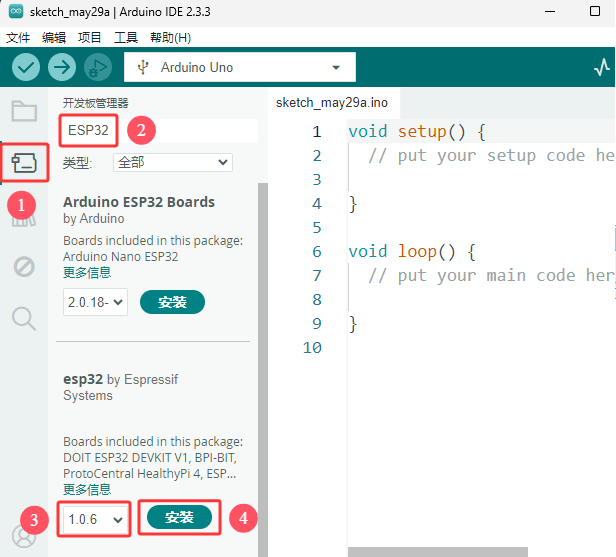 sketch_may29a | Arduino IDE 2.3.3
文件 编辑 项目 工具 帮助(H)
Arduino Uno
开发板管理器
ESP32
2
类型:
全部
1
Arduino ESP32 Boards
by Arduino
Boards included in this package:
Arduino Nano ESP32
更多信息
2.0.18-
安装
esp32 by Espressif
Systems
Boards included in this package:
DOIT ESP32 DEVKIT V1, BPI-BIT,
ProtoCentral HealthyPi 4, ESP...
更多信息
3
1.0.6
安装
4
sketch_may29a.ino
1 void setup() {
2 // put your setup code he
3
4 }
5
6 void loop() {
7 // put your main code her
8
9 }
10